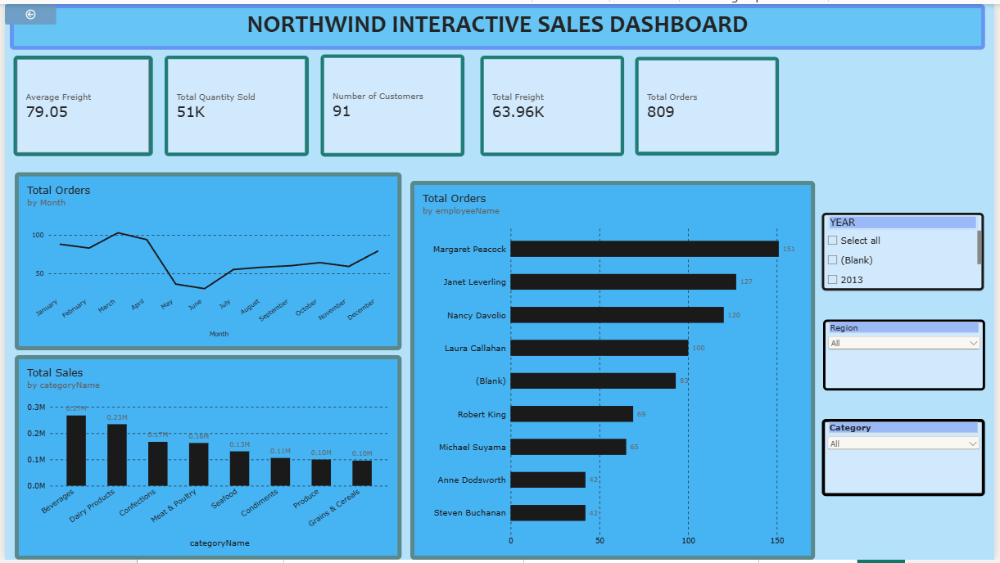 NORTHWIND INTERACTIVE SALES DASHBOARD
Average Freight
79.05
Total Quantity Sold
51K
Number of Customers
91
Total Freight
63.96K
Total Orders
809
Total Orders
by Month
100
50
January
February
March
April
May
June
July
August
September
October
November
December
Month
Total Sales
by categoryName
0.3M
0.2M
0.1M
0.0M
0.27M
0.23M
0.17M
0.16M
0.13M
0.11M
0.10M
0.10M
Beverages
Dairy Products
Confections
Meat & Poultry
Seafood
Condiments
Produce
Grains & Cereals
categoryName
Total Orders
by employeeName
Margaret Peacock 151
Janet Leverling 127
Nancy Davolio 120
Laura Callahan 100
(Blank) 93
Robert King 69
Michael Suyama 65
Anne Dodsworth 42
Steven Buchanan 42
0 50 100 150
YEAR
Select all
(Blank)
2013
Region
All
Category
All